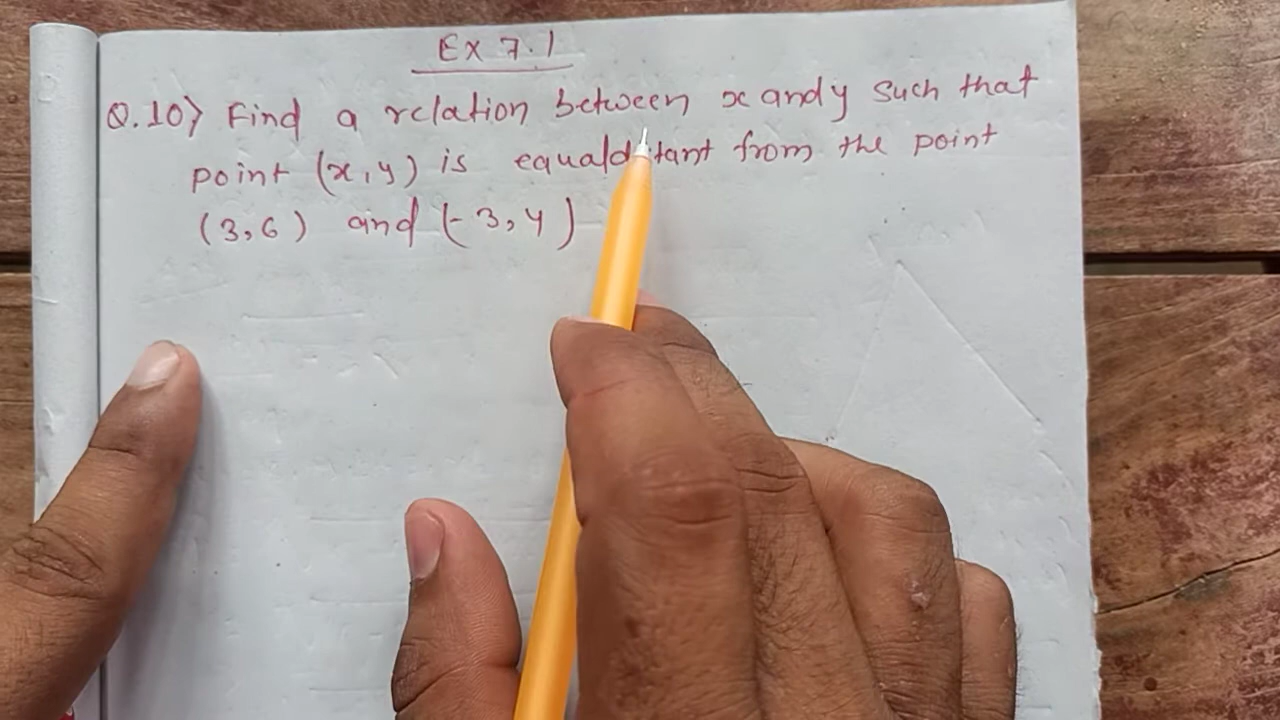 Ex 7.1
Q.10> Find a relation between x and y such that
point (x, y) is from the point
(3,6) and (-3,4)